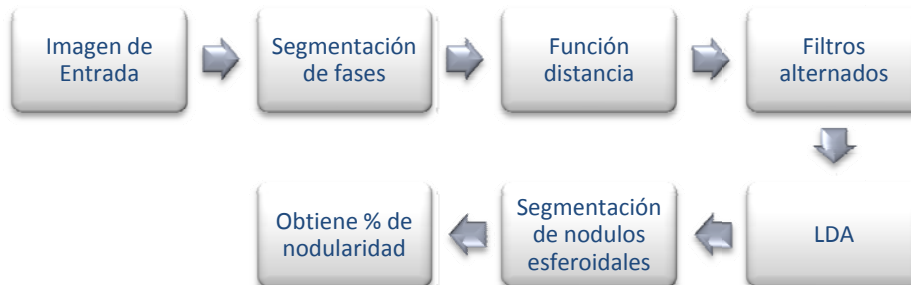 Imagen de
Entrada
Segmentación
de fases
Función
distancia
Filtros
alternados
LDA
Segmentación
de nodulos
esferoidales
Obtiene % de
nodularidad